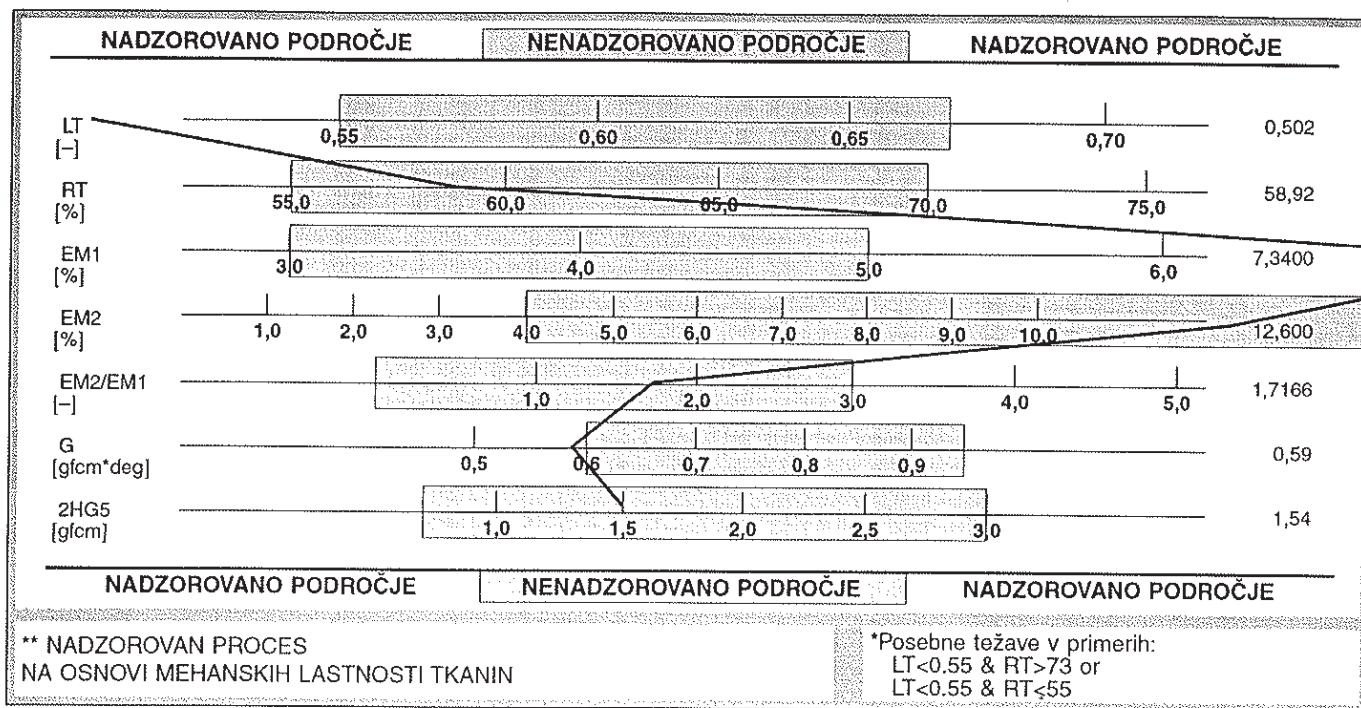 NADZOROVANO PODROČJE NENADZOROVANO PODROČJE NADZOROVANO PODROČJE
LT 0,55 0,60 0,65 0,70 0,502
[–]
RT 55,0 60,0 65,0 70,0 75,0 58,92
[%]
EM1 3,0 4,0 5,0 6,0 7,3400
[%]
EM2 1,0 2,0 3,0 4,0 5,0 6,0 7,0 8,0 9,0 10,0 12,600
[%]
EM2/EM1 1,0 2,0 3,0 4,0 5,0 1,7166
[–]
G 0,5 0,6 0,7 0,8 0,9 0,59
[gfcm*deg]
2HG5 1,0 1,5 2,0 2,5 3,0 1,54
[gfcm]
NADZOROVANO PODROČJE NENADZOROVANO PODROČJE NADZOROVANO PODROČJE
** NADZOROVAN PROCES
NA OSNOVI MEHANSKIH LASTNOSTI TKANIN
*Posebne težave v primerih:
LT<0.55 & RT>73 or
LT<0.55 & RT≤55